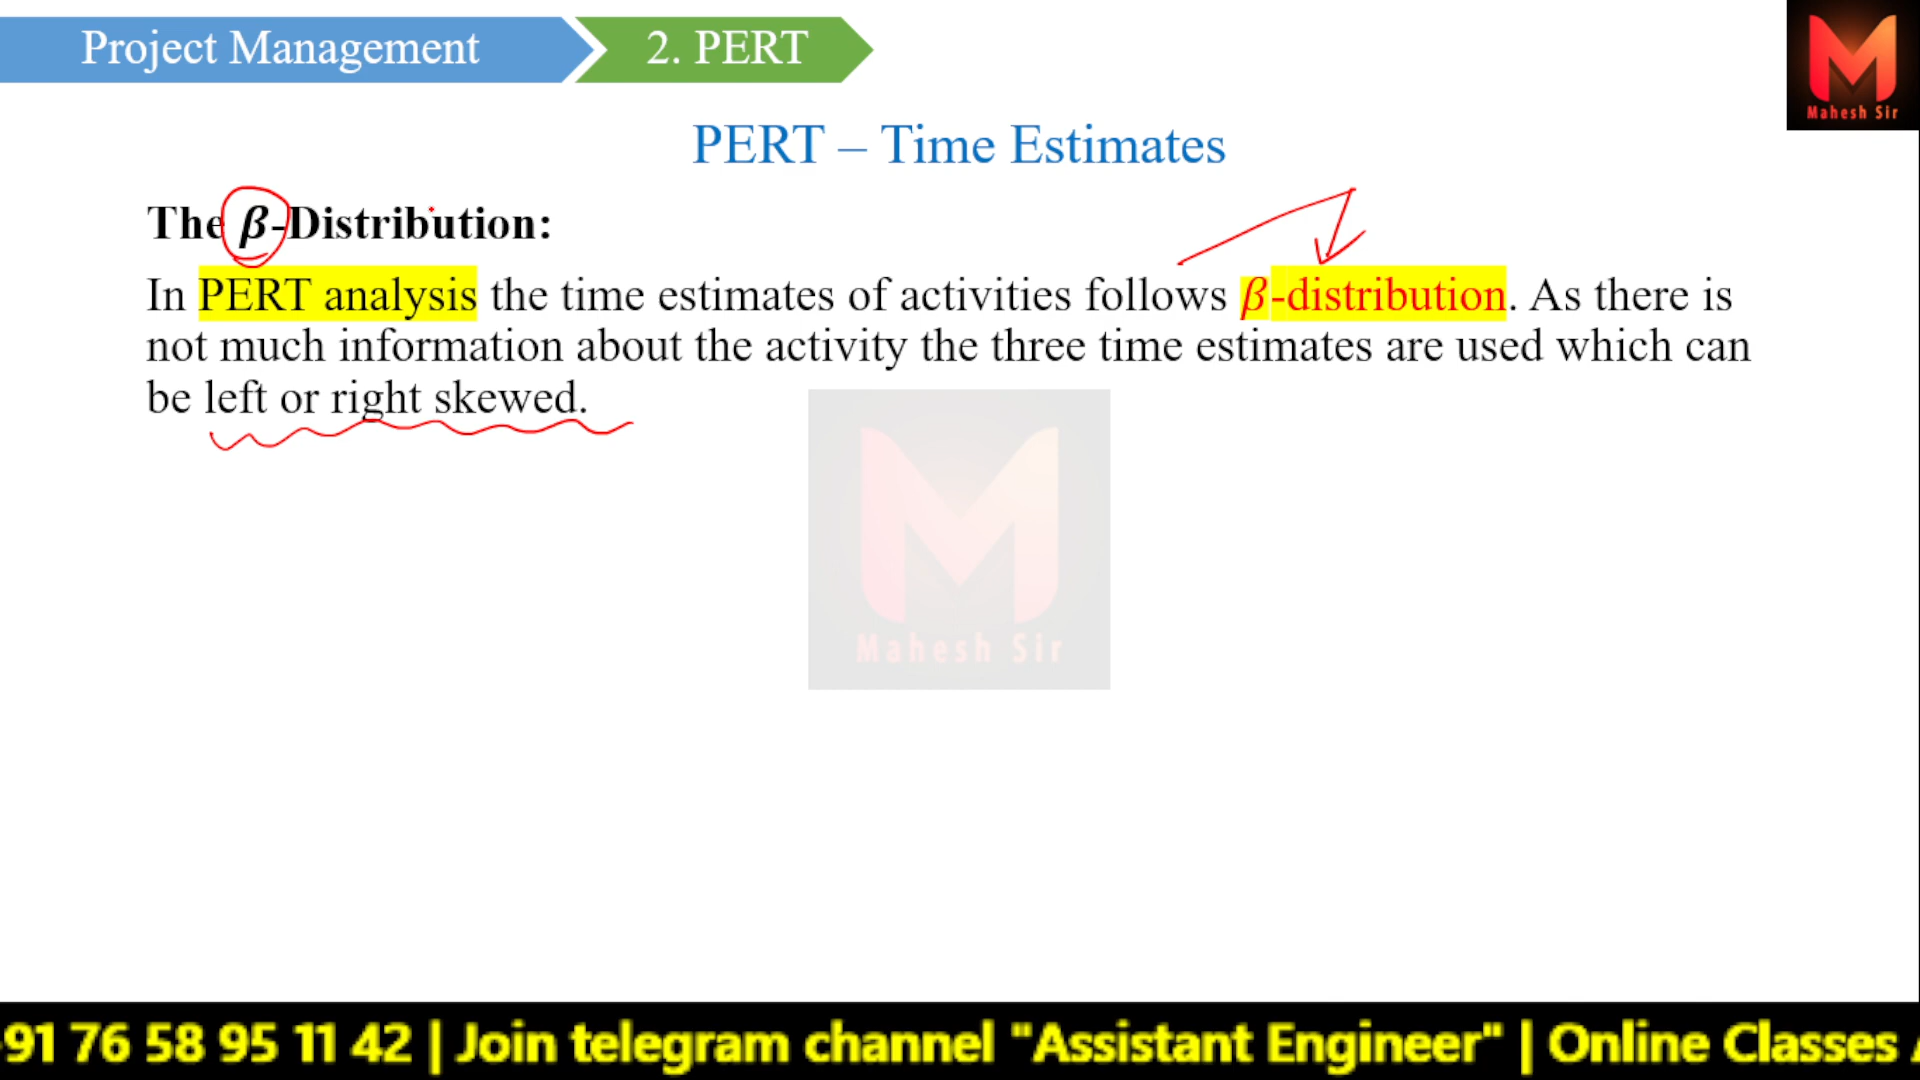 Project Management
2. PERT
Mahesh Sir
PERT – Time Estimates
The β-Distribution:
In PERT analysis the time estimates of activities follows β-distribution. As there is
not much information about the activity the three time estimates are used which can
be left or right skewed.
Mahesh Sir
91 76 58 95 11 42 | Join telegram channel "Assistant Engineer" | Online Classes